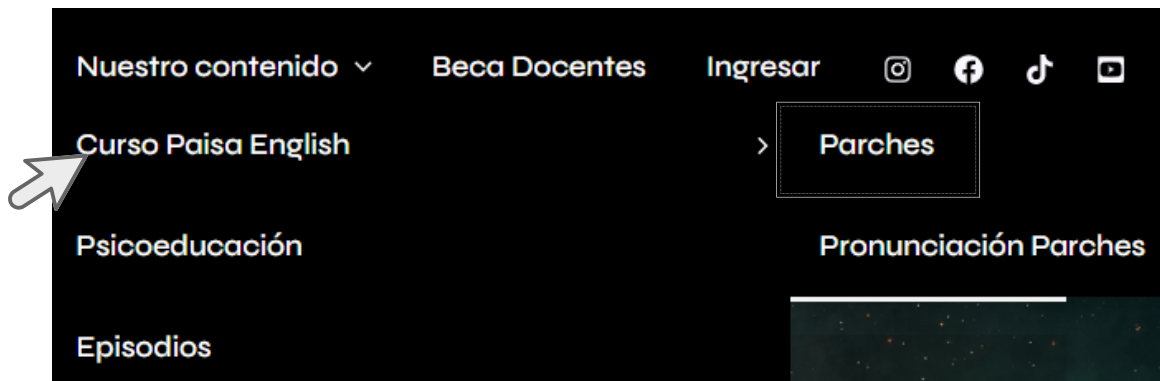 Nuestro contenido Beca Docentes Ingresar
Curso Paisa English
Parches
Psicoeducación
Pronunciación Parches
Episodios